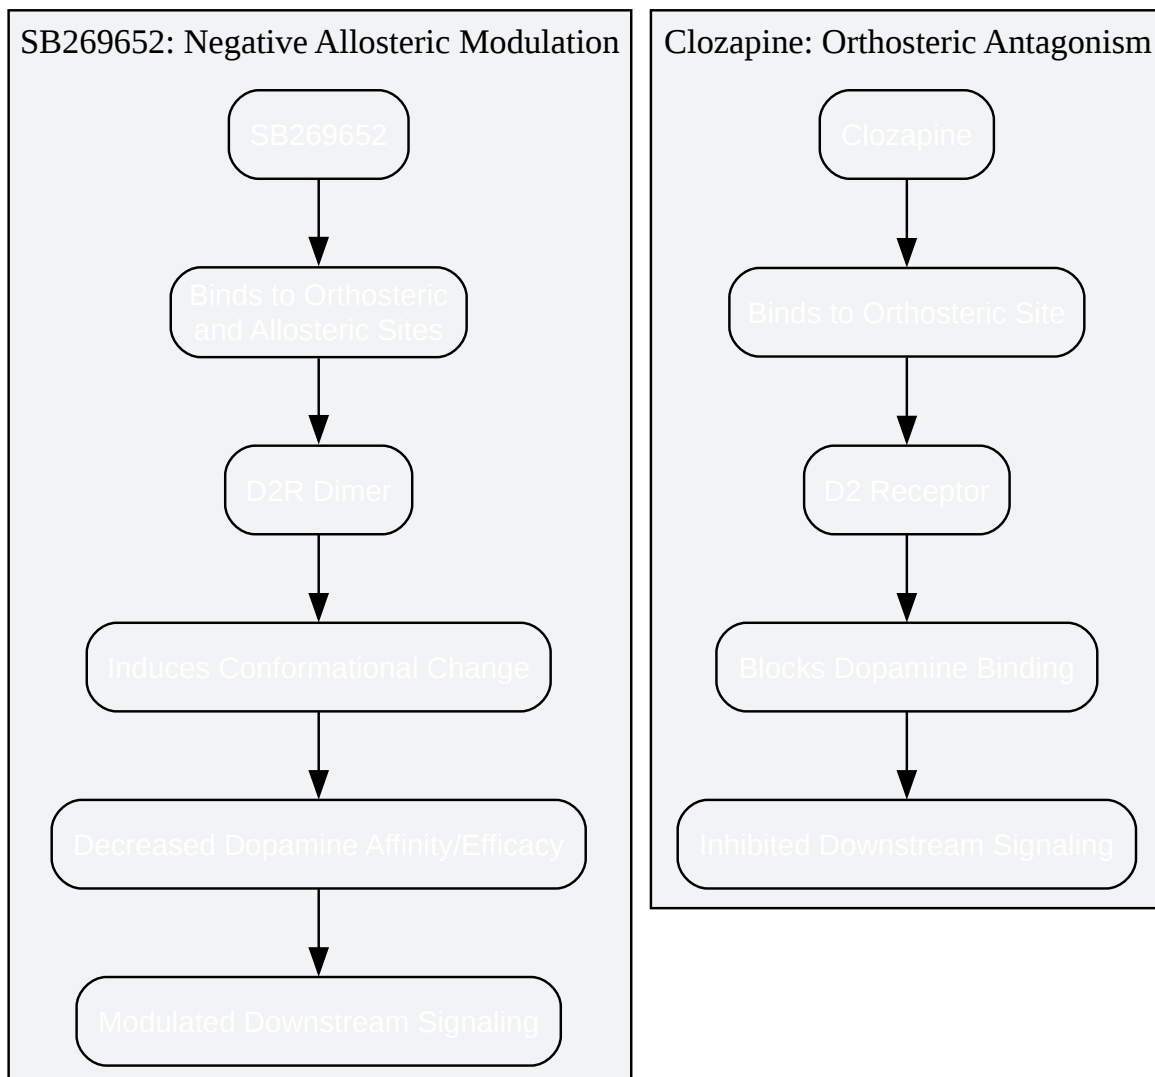 SB269652: Negative Allosteric Modulation
SB269652
Binds to Orthosteric
and Allosteric Sites
D2R Dimer
Induces Conformational Change
Decreased Dopamine Affinity/Efficacy
Modulated Downstream Signaling
Clozapine: Orthosteric Antagonism
Clozapine
Binds to Orthosteric Site
D2 Receptor
Blocks Dopamine Binding
Inhibited Downstream Signaling